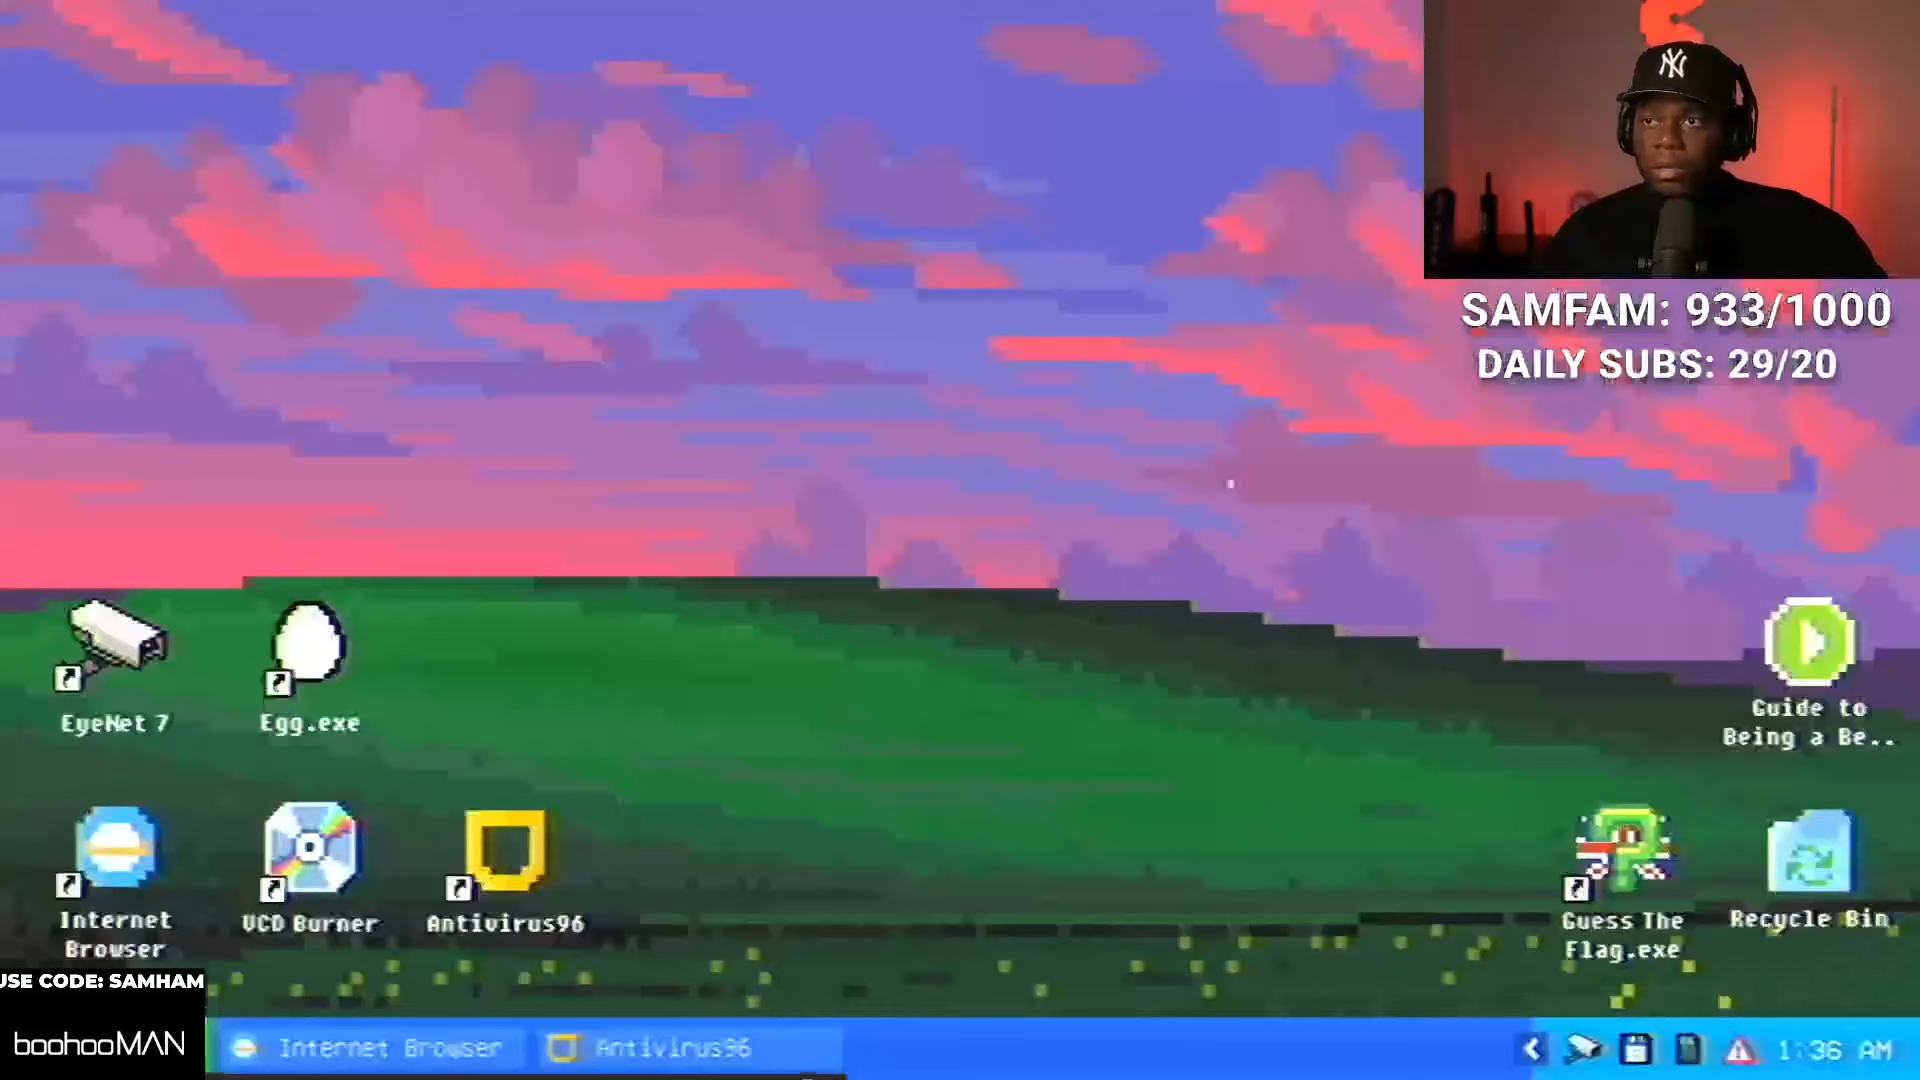 NY
SAMFAM: 933/1000
DAILY SUBS: 29/20
EyeNet 7
Egg.exe
Guide to
Being a Be..
Internet
Browser
VCD Burner
Antivirus96
Guess The
Flag.exe
Recycle Bin
USE CODE: SAMHAM
boohooMAN
Internet Browser
Antivirus96
1:36 AM